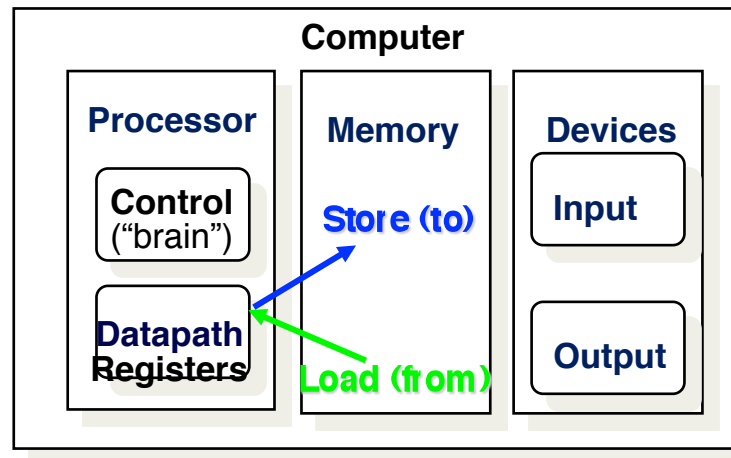 Computer
Processor
Control
(“brain”)
Datapath
Registers
Memory
Store (to)
Load (from)
Devices
Input
Output